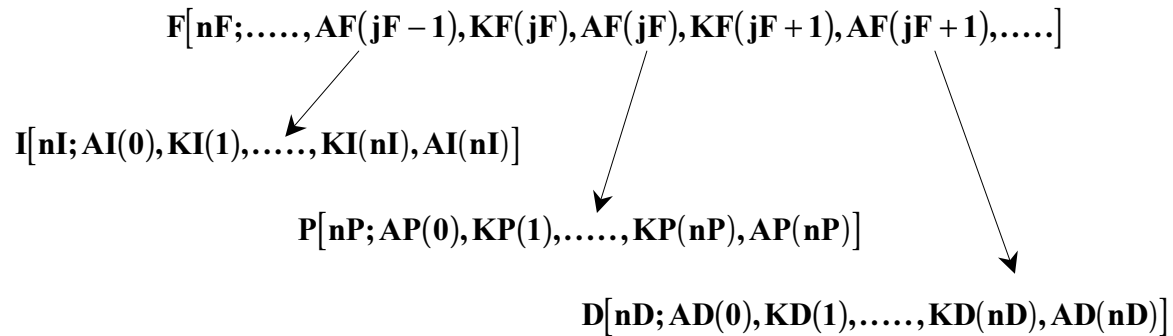 F[nF;.....,AF(jF−1),KF(jF),AF(jF),KF(jF+1),AF(jF+1),.....]
I[nI;AI(0),KI(1),.....,KI(nI),AI(nI)]
P[nP;AP(0),KP(1),.....,KP(nP),AP(nP)]
D[nD;AD(0),KD(1),.....,KD(nD),AD(nD)]